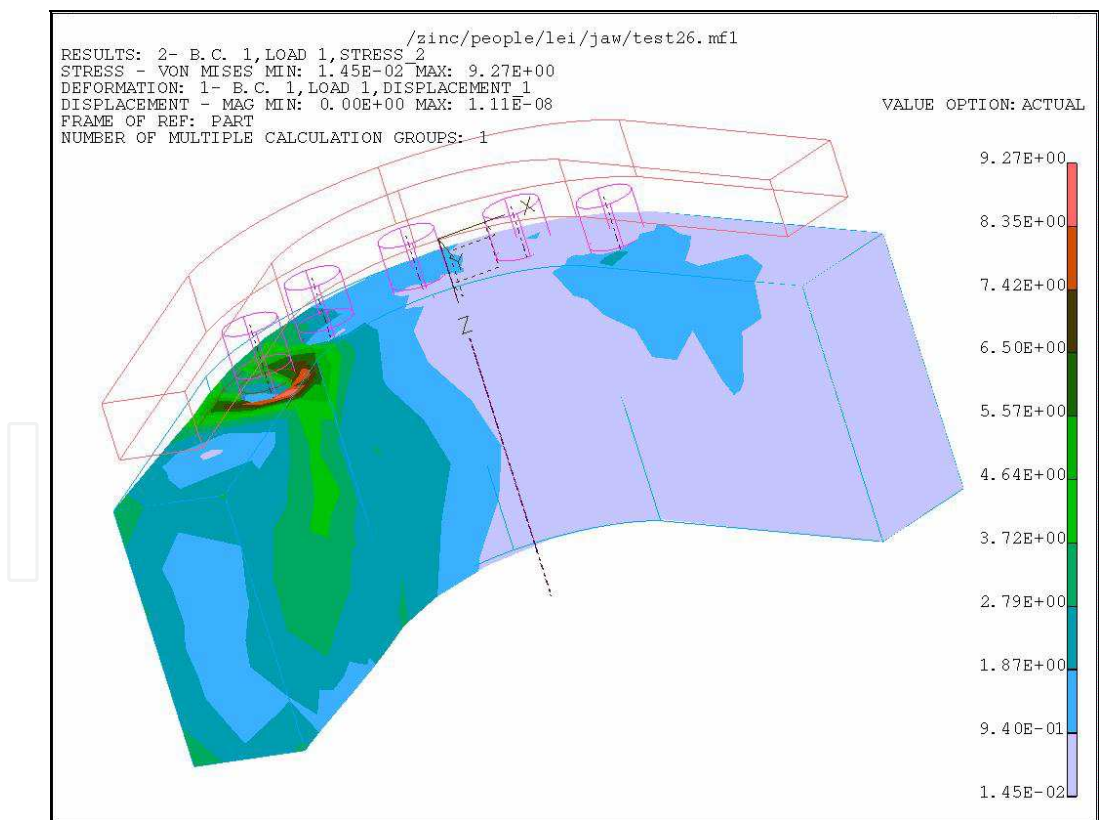 /zinc/people/lei/jaw/test26.mf1
RESULTS: 2- B.C. 1,LOAD 1,STRESS_2
STRESS - VON MISES MIN: 1.45E-02 MAX: 9.27E+00
DEFORMATION: 1- B.C. 1,LOAD 1,DISPLACEMENT_1
DISPLACEMENT - MAG MIN: 0.00E+00 MAX: 1.11E-08
FRAME OF REF: PART
NUMBER OF MULTIPLE CALCULATION GROUPS: 1
VALUE OPTION:ACTUAL
9.27E+00
8.35E+00
7.42E+00
6.50E+00
5.57E+00
4.64E+00
3.72E+00
2.79E+00
1.87E+00
9.40E-01
1.45E-02
X
Y
Z